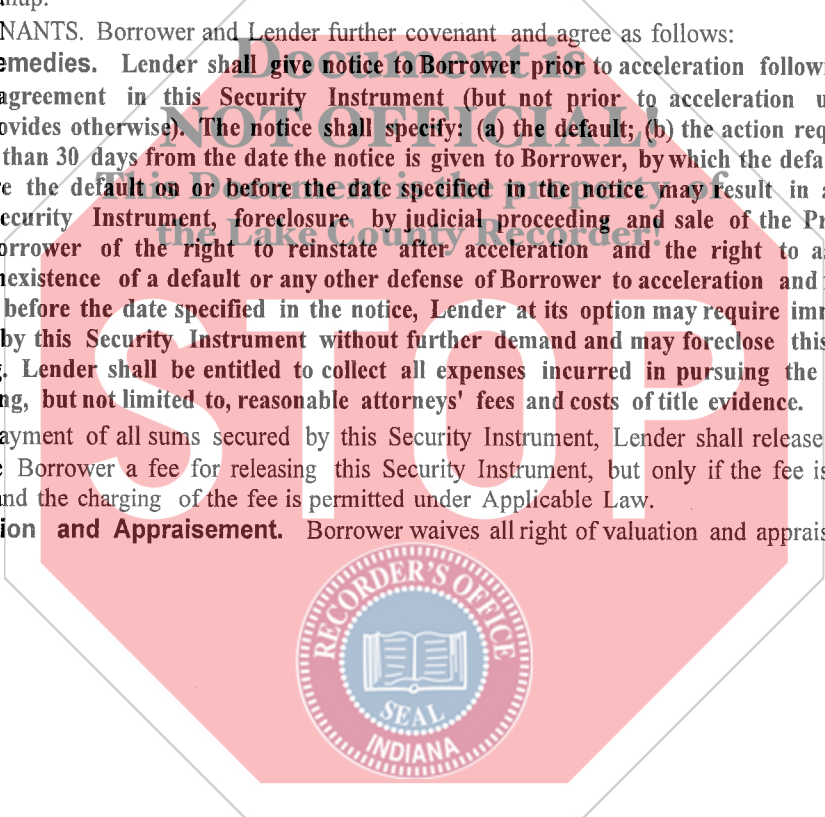 NANTS. Borrower and Lender further covenant and agree as follows:
Document is
emedies. Lender shall give notice to Borrower prior to acceleration follow
agreement in this Security Instrument (but not prior to acceleration u
NOT OFFICIAL!
ovides otherwise). The notice shall specify: (a) the default; (b) the action req
than 30 days from the date the notice is given to Borrower, by which the defa
This Document is the property of
e the default on or before the date specified in the notice may result in a
ecurity Instrument, foreclosure by judicial proceeding and sale of the Pr
the Lake County Recorder!
orrower of the right to reinstate after acceleration and the right to a
existence of a default or any other defense of Borrower to acceleration and
before the date specified in the notice, Lender at its option may require imm
by this Security Instrument without further demand and may foreclose this
. Lender shall be entitled to collect all expenses incurred in pursuing the
ng, but not limited to, reasonable attorneys' fees and costs of title evidence.
STOP
ayment of all sums secured by this Security Instrument, Lender shall release
e Borrower a fee for releasing this Security Instrument, but only if the fee is
and the charging of the fee is permitted under Applicable Law.
ion and Appraisement. Borrower waives all right of valuation and apprais
RECORDER'S OFFICE
SEAL
INDIANA